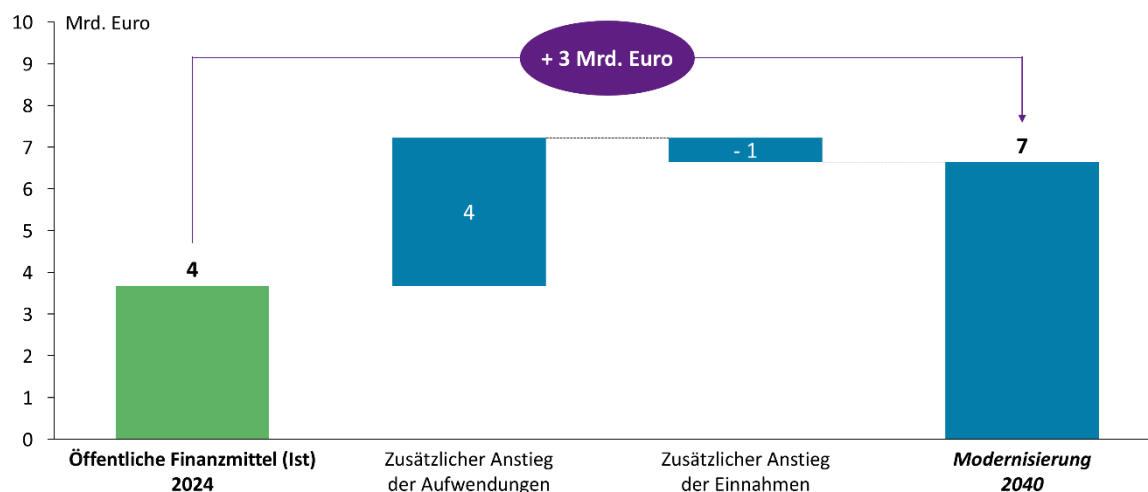 10
Mrd. Euro
9
+ 3 Mrd. Euro
8
7
- 1
7
6
5
4
4
4
3
2
1
0
Öffentliche Finanzmittel (Ist)
2024
Zusätzlicher Anstieg
der Aufwendungen
Zusätzlicher Anstieg
der Einnahmen
Modernisierung
2040